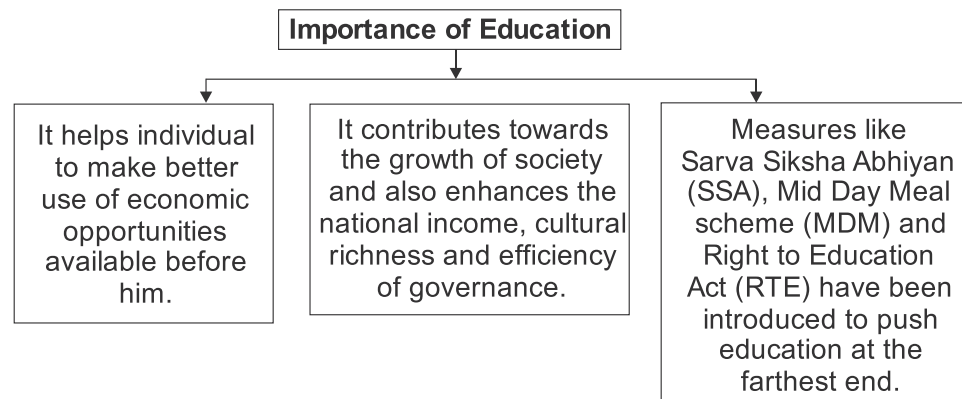 Importance of Education
It helps individual
to make better
use of economic
opportunities
available before
him.
It contributes towards
the growth of society
and also enhances the
national income, cultural
richness and efficiency
of governance.
Measures like
Sarva Siksha Abhiyan
(SSA), Mid Day Meal
scheme (MDM) and
Right to Education
Act (RTE) have been
introduced to push
education at the
farthest end.